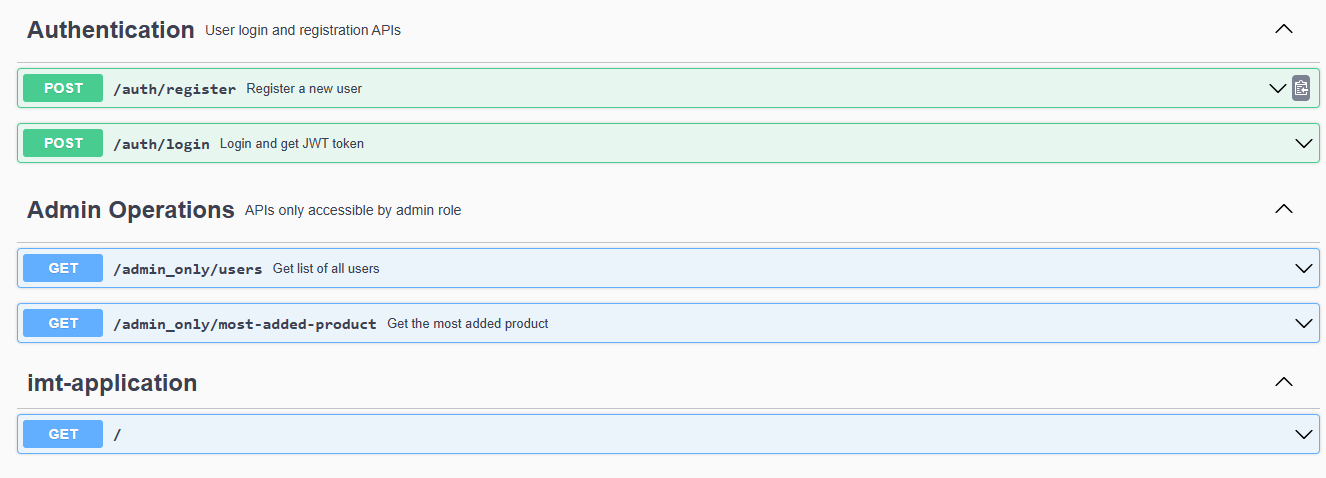 Authentication User login and registration APIs
POST /auth/register Register a new user
POST /auth/login Login and get JWT token
Admin Operations APIs only accessible by admin role
GET /admin_only/users Get list of all users
GET /admin_only/most-added-product Get the most added product
imt-application
GET /